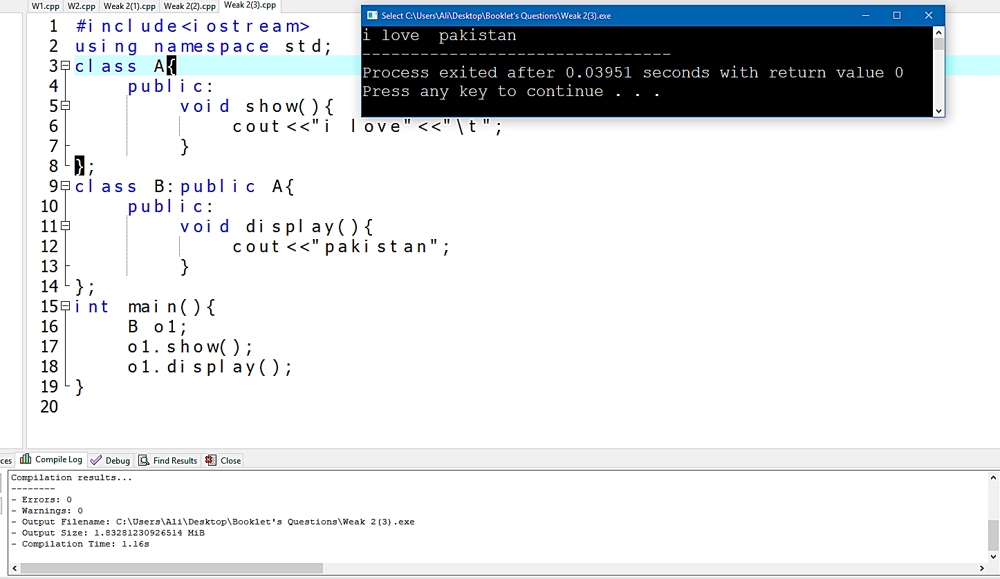 W1.cpp W2.cpp Weak 2(1).cpp Weak 2(2).cpp Weak 2(3).cpp
Select C:\Users\Ali\Desktop\Booklet's Questions\Weak 2(3).exe
i love  pakistan
--------------------------------
Process exited after 0.03951 seconds with return value 0
Press any key to continue . . .
1 #include<iostream>
2 using namespace std;
3 class A{
4 public:
5 void show(){
6 cout<<"i love"<<"\t";
7 }
8 };
9 class B:public A{
10 public:
11 void display(){
12 cout<<"pakistan";
13 }
14 };
15 int main(){
16 B o1;
17 o1.show();
18 o1.display();
19 }
20
ces Compile Log Debug Find Results Close
Compilation results...
--------
- Errors: 0
- Warnings: 0
- Output Filename: C:\Users\Ali\Desktop\Booklet's Questions\Weak 2(3).exe
- Output Size: 1.83281230926514 MiB
- Compilation Time: 1.16s